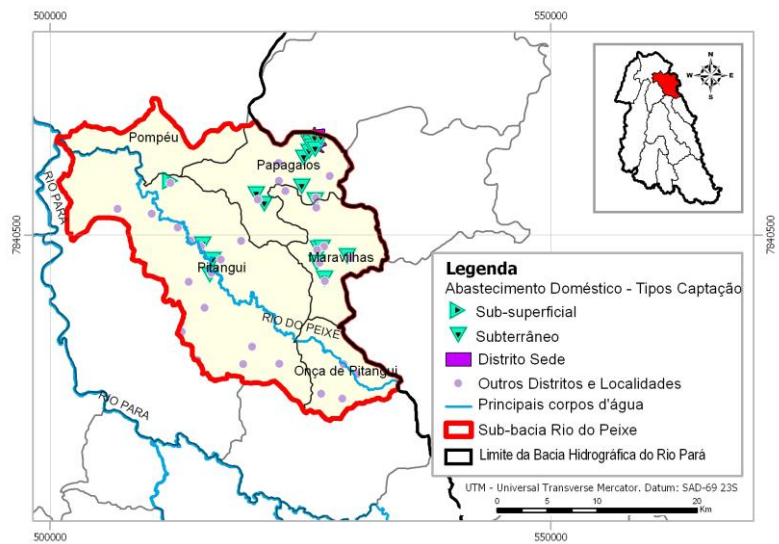 500000
550000
N
W
E
S
Pompéu
Papagaios
RIO PARÁ
7840500
7840500
Pitangui
Maravilhas
RIO DO PEIXE
Onça de Pitangui
RIO PARÁ
Legenda
Abastecimento Doméstico - Tipos Captação
Sub-superficial
Subterrâneo
Distrito Sede
Outros Distritos e Localidades
Principais corpos d'água
Sub-bacia Rio do Peixe
Limite da Bacia Hidrográfica do Rio Pará
UTM - Universal Transverse Mercator. Datum: SAD-69 23S
0 5 10 20
Km
500000
550000